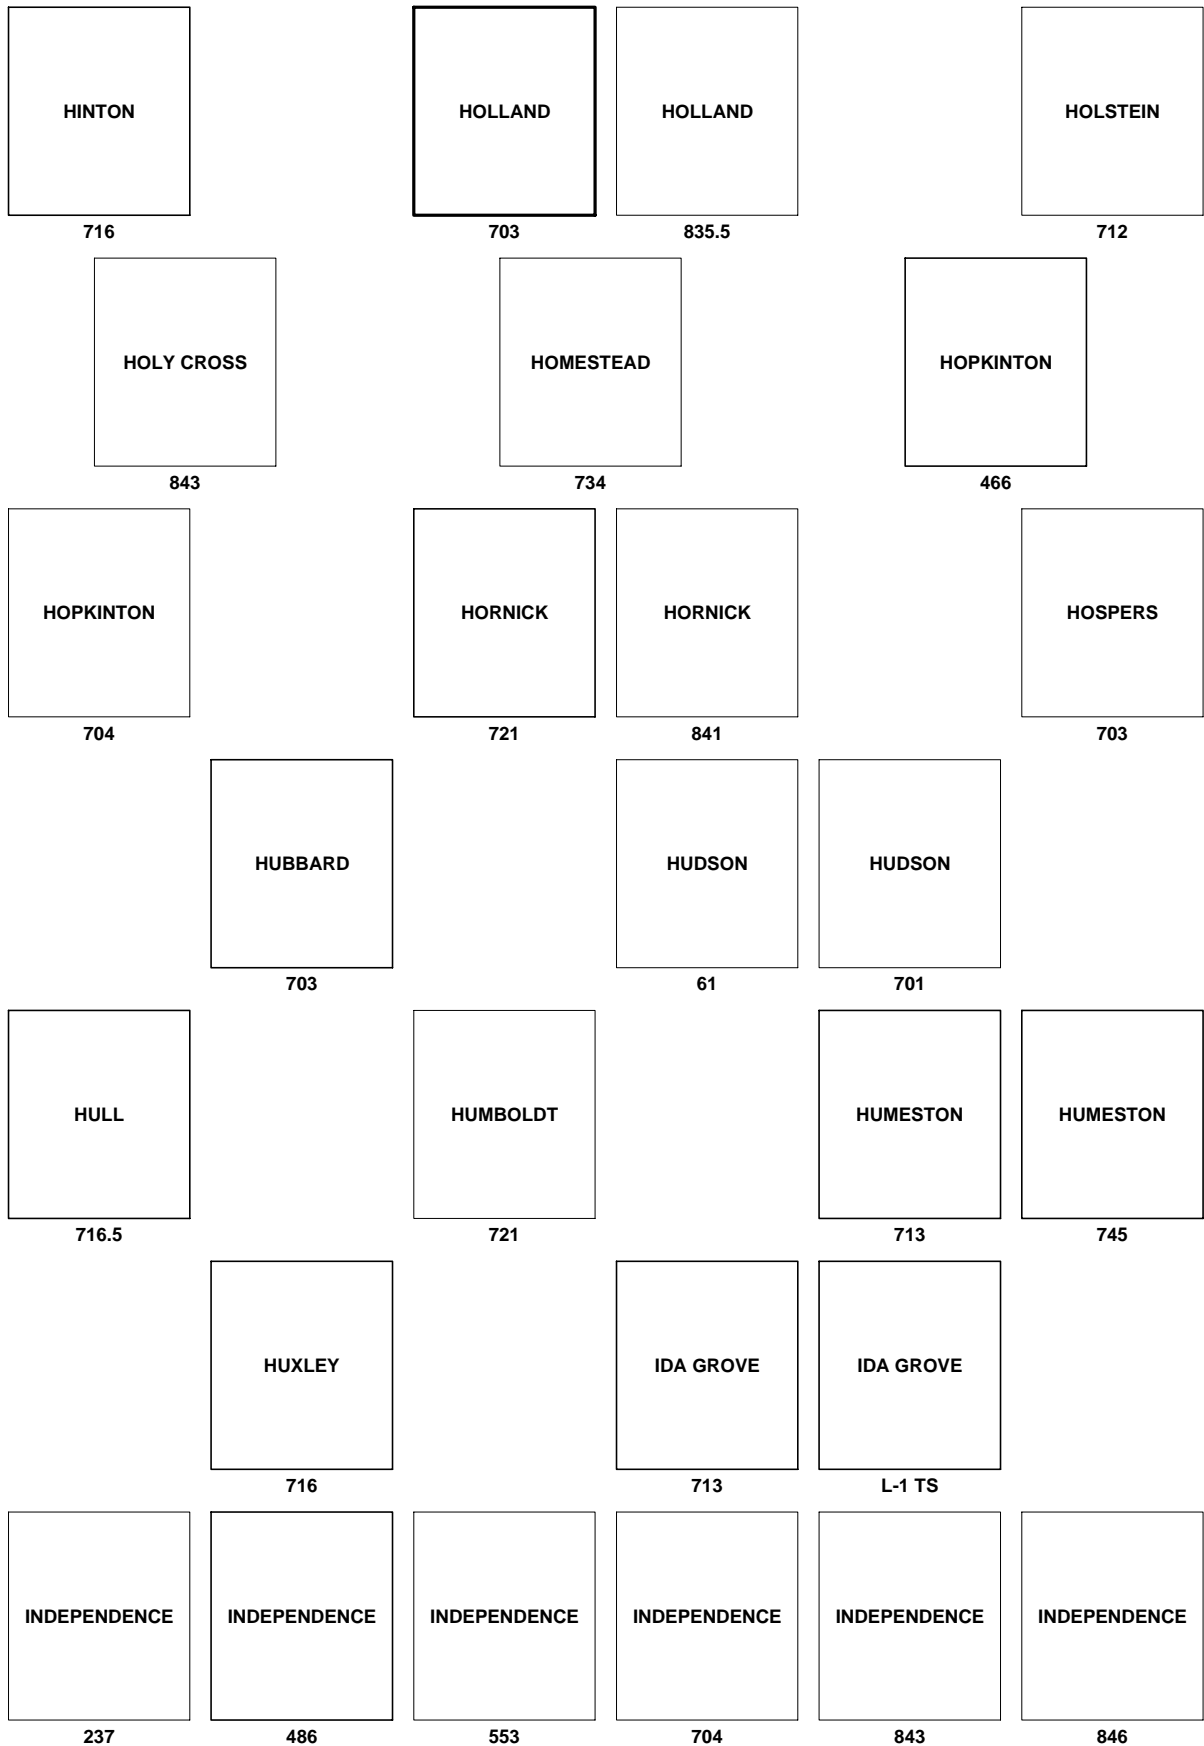 HINTON HOLLAND HOLLAND HOLSTEIN
716 703 835.5 712
HOLY CROSS HOMESTEAD HOPKINTON
843 734 466
HOPKINTON HORNICK HORNICK HOSPERS
704 721 841 703
HUBBARD HUDSON HUDSON
703 61 701
HULL HUMBOLDT HUMESTON HUMESTON
716.5 721 713 745
HUXLEY IDA GROVE IDA GROVE
716 713 L-1 TS
INDEPENDENCE INDEPENDENCE INDEPENDENCE INDEPENDENCE INDEPENDENCE INDEPENDENCE
237 486 553 704 843 846